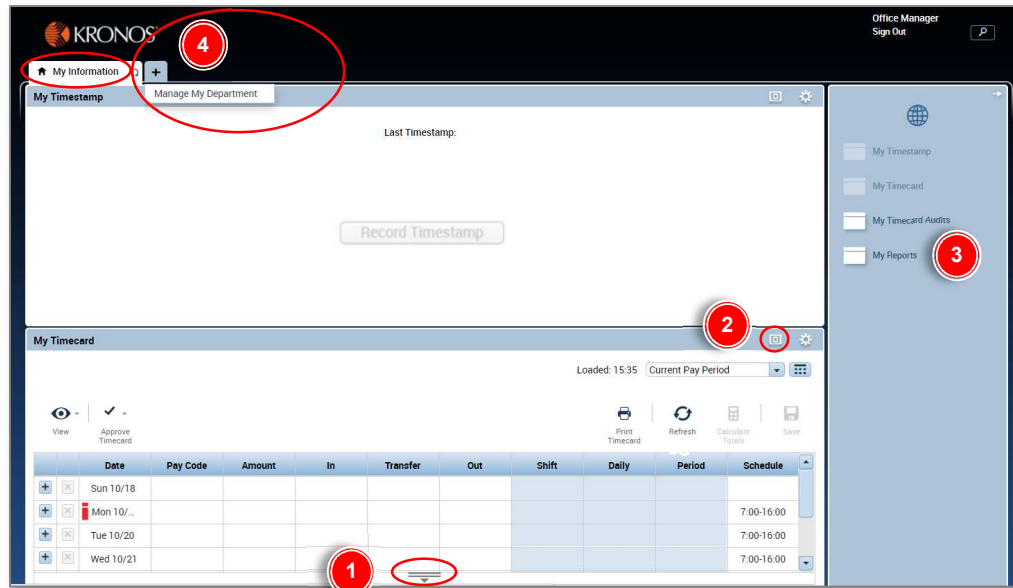 KRONOS
Office Manager
Sign Out
4
My Information
+
Manage My Department
My Timestamp
Last Timestamp:
Record Timestamp
My Timestamp
My Timecard
My Timecard Audits
My Reports
3
2
My Timecard
Loaded: 15:35 Current Pay Period
View
Approve Timecard
Print Timecard
Refresh
Calculate Totals
Save
Date Pay Code Amount In Transfer Out Shift Daily Period Schedule
+ Sun 10/18
+ Mon 10/... 7:00-16:00
+ Tue 10/20 7:00-16:00
+ Wed 10/21 7:00-16:00
1